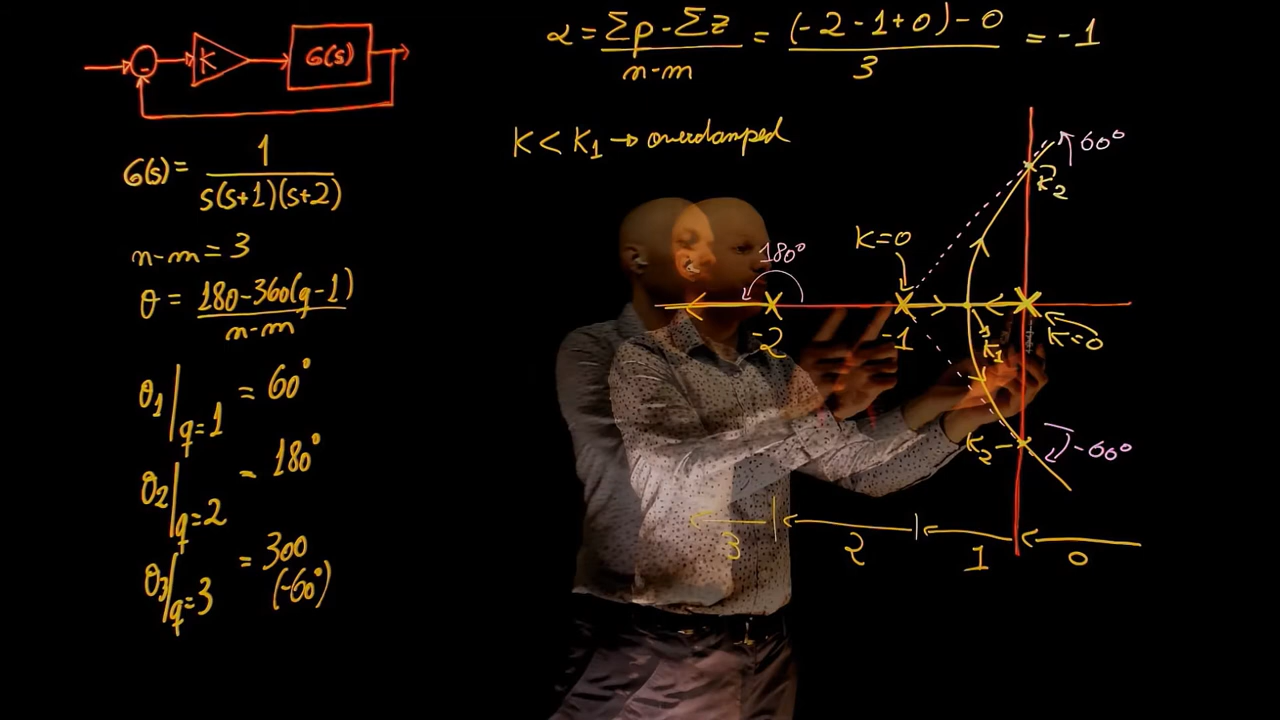 K G(s)
G(s) = 1 / s(s+1)(s+2)
n-m = 3
θ = 180-360(q-1) / n-m
θ1 | q=1 = 60°
θ2 | q=2 = 180°
θ3 | q=3 = 300 (-60°)
α = Σp - Σz / n-m = (-2-1+0)-0 / 3 = -1
K < K1 → overdamped
60°
K2
K=0
180°
-2
-1
K1
K=0
K2
-60°
3 2 1 0